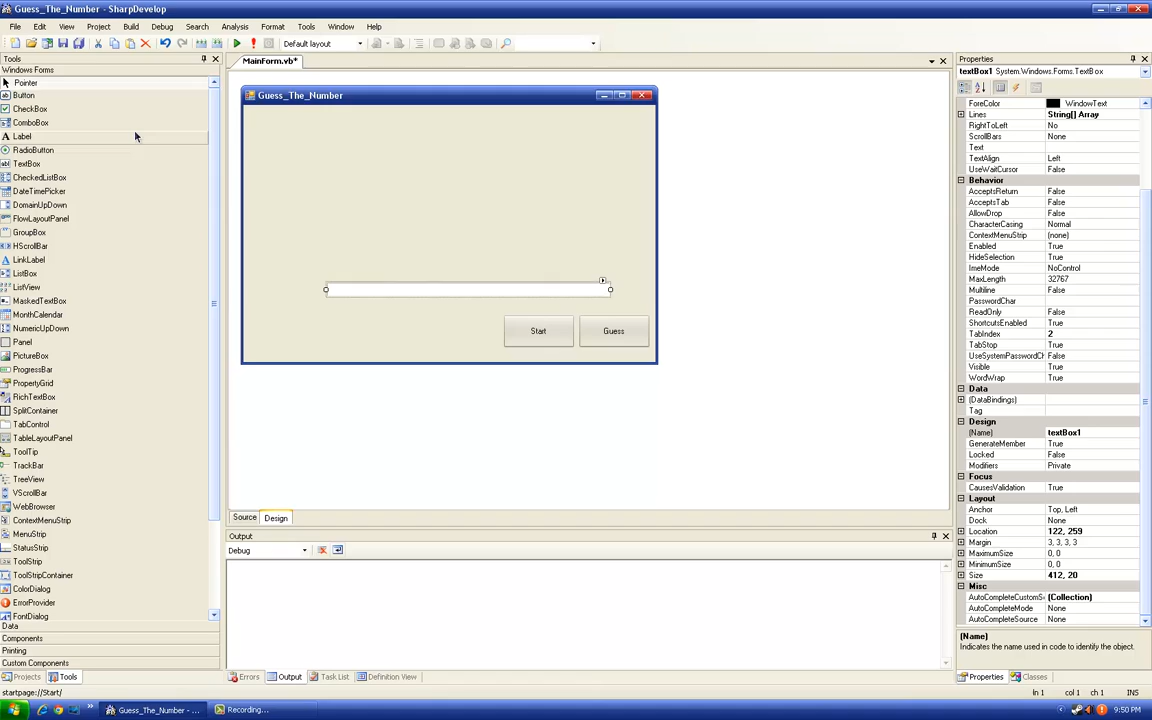 Guess_The_Number - SharpDevelop
File Edit View Project Build Debug Search Analysis Format Tools Window Help
Default layout
Tools
Windows Forms
Pointer
Button
CheckBox
ComboBox
Label
RadioButton
TextBox
CheckedListBox
DateTimePicker
DomainUpDown
FlowLayoutPanel
GroupBox
HScrollBar
LinkLabel
ListBox
ListView
MaskedTextBox
MonthCalendar
NumericUpDown
Panel
PictureBox
ProgressBar
PropertyGrid
RichTextBox
SplitContainer
TabControl
TableLayoutPanel
ToolTip
TrackBar
TreeView
VScrollBar
WebBrowser
ContextMenuStrip
MenuStrip
StatusStrip
ToolStrip
ToolStripContainer
ColorDialog
ErrorProvider
FontDialog
Data
Components
Printing
Custom Components
Projects Tools
startpage://Start/
MainForm.vb*
Guess_The_Number
Start Guess
Source Design
Output
Debug
Errors Output Task List Definition View
Properties
textBox1 System.Windows.Forms.TextBox
ForeColor WindowText
Lines String[] Array
RightToLeft No
ScrollBars None
Text
TextAlign Left
UseWaitCursor False
Behavior
AcceptsReturn False
AcceptsTab False
AllowDrop False
CharacterCasing Normal
ContextMenuStrip (none)
Enabled True
HideSelection True
ImeMode NoControl
MaxLength 32767
Multiline False
PasswordChar
ReadOnly False
ShortcutsEnabled True
TabIndex 2
TabStop True
UseSystemPasswordCh False
Visible True
WordWrap True
Data
(DataBindings)
Tag
Design
(Name) textBox1
GenerateMember True
Locked False
Modifiers Private
Focus
CausesValidation True
Layout
Anchor Top, Left
Dock None
Location 122, 259
Margin 3, 3, 3, 3
MaximumSize 0, 0
MinimumSize 0, 0
Size 412, 20
Misc
AutoCompleteCustomS (Collection)
AutoCompleteMode None
AutoCompleteSource None
(Name)
Indicates the name used in code to identify the object.
Properties Classes
ln 1 col 1 ch 1 INS
start Guess_The_Number - ... Recording... 9:50 PM